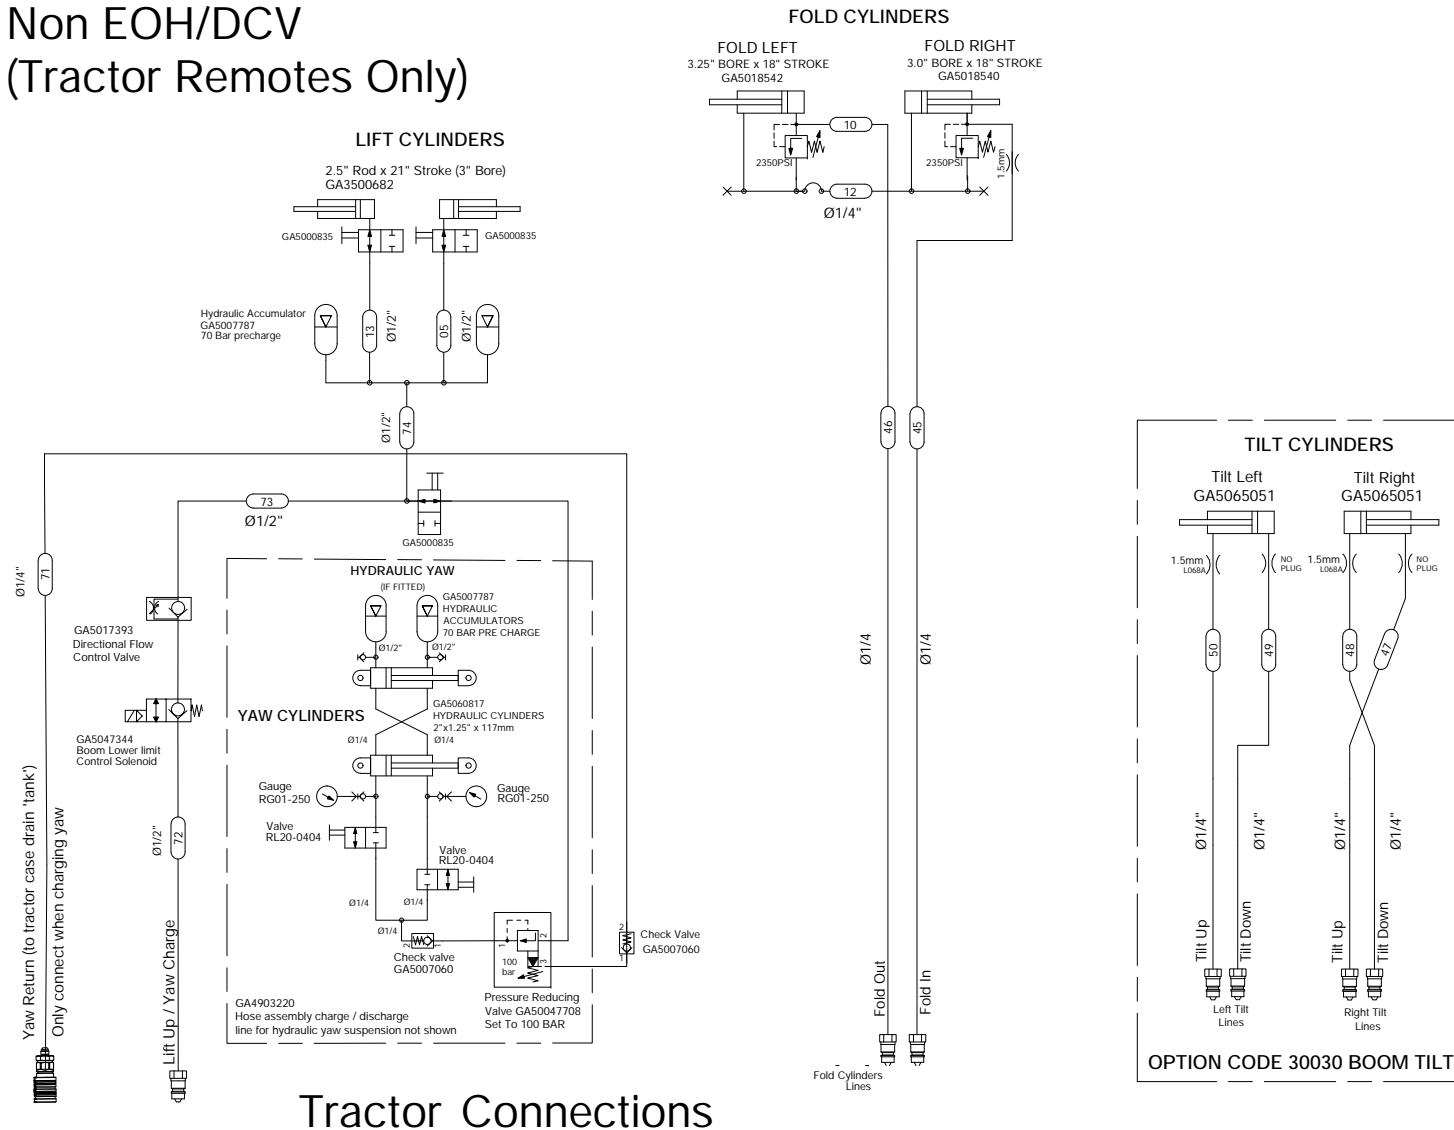 Non EOH/DCV
(Tractor Remotes Only)
FOLD CYLINDERS
FOLD LEFT
3.25" BORE x 18" STROKE
GA5018542
FOLD RIGHT
3.0" BORE x 18" STROKE
GA5018540
10
2350PSI
2350PSI
1.5mm
12
Ø1/4"
LIFT CYLINDERS
2.5" Rod x 21" Stroke (3" Bore)
GA3500682
GA5000835
GA5000835
Hydraulic Accumulator
GA5007787
70 Bar precharge
13
Ø1/2"
05
Ø1/2"
Ø1/2"
74
46
45
73
Ø1/2"
GA5000835
Ø1/4"
71
GA5017393
Directional Flow
Control Valve
GA5047344
Boom Lower limit
Control Solenoid
Ø1/2"
72
Yaw Return (to tractor case drain 'tank')
Only connect when charging yaw
Lift Up / Yaw Charge
HYDRAULIC YAW
(IF FITTED)
GA5007787
HYDRAULIC
ACCUMULATORS
70 BAR PRE CHARGE
Ø1/2"
Ø1/2"
YAW CYLINDERS
GA5060817
HYDRAULIC CYLINDERS
2"x1.25" x 117mm
Ø1/4
Ø1/4
Gauge
RG01-250
Gauge
RG01-250
Valve
RL20-0404
Valve
RL20-0404
Ø1/4
Ø1/4
Ø1/4
2
1
Check valve
GA5007060
1
2
3
100
bar
Pressure Reducing
Valve GA50047708
Set To 100 BAR
2
1
Check Valve
GA5007060
GA4903220
Hose assembly charge / discharge
line for hydraulic yaw suspension not shown
Ø1/4
Ø1/4
Fold Out
Fold In
Fold Cylinders
Lines
TILT CYLINDERS
Tilt Left
GA5065051
Tilt Right
GA5065051
1.5mm
L068A
NO
PLUG
1.5mm
L068A
NO
PLUG
50
49
48
47
Ø1/4"
Ø1/4"
Ø1/4"
Ø1/4"
Tilt Up
Tilt Down
Tilt Up
Tilt Down
Left Tilt
Lines
Right Tilt
Lines
OPTION CODE 30030 BOOM TILT
Tractor Connections